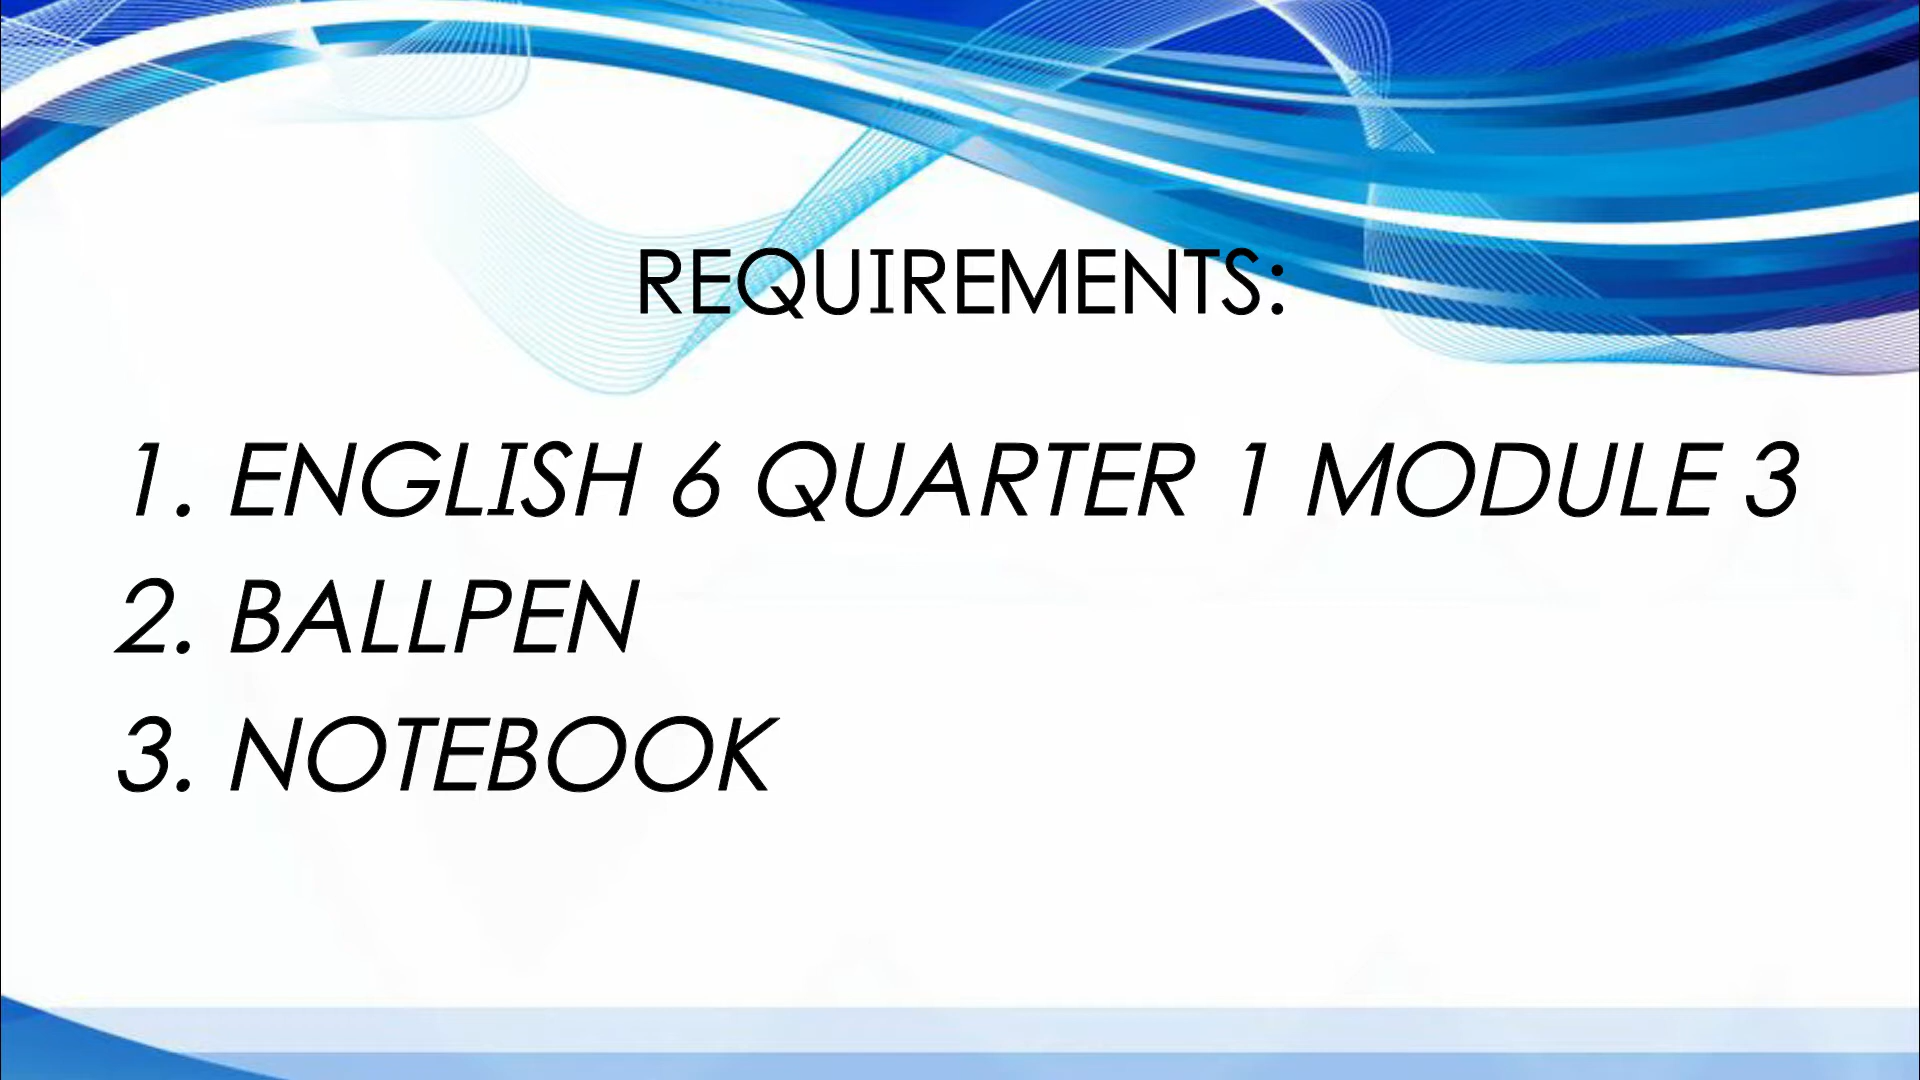 REQUIREMENTS:
1. ENGLISH 6 QUARTER 1 MODULE 3
2. BALLPEN
3. NOTEBOOK